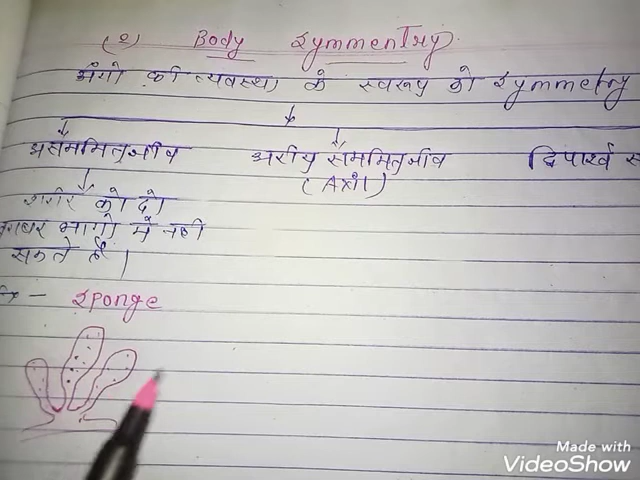 (2) Body Symmentry
अंगो की व्यवस्था के स्वरूप को Symmetry
असममितुजीव अरीय सममितुजीव द्विपार्श्व स
(Axi)
शरीर को दो
बराबर भागो में नही
सकते है।
Ex - Sponge
Made with
VideoShow